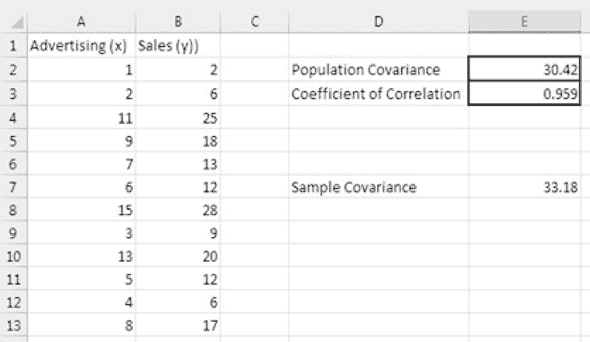 A B C D E
1 Advertising (x) Sales (y))
2 1 2 Population Covariance 30.42
3 2 6 Coefficient of Correlation 0.959
4 11 25
5 9 18
6 7 13
7 6 12 Sample Covariance 33.18
8 15 28
9 3 9
10 13 20
11 5 12
12 4 6
13 8 17